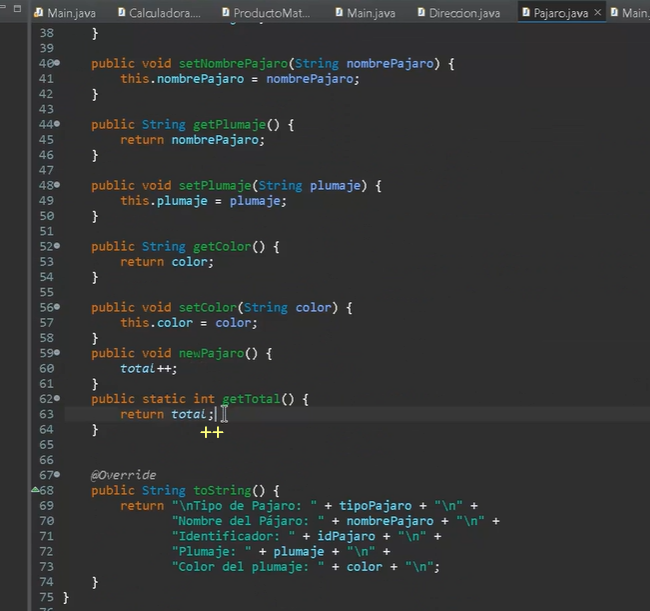 Main.java Calculadora.... ProductoMat... Main.java Direccion.java Pajaro.java Main.
38 }
39
40 public void setNombrePajaro(String nombrePajaro) {
41 this.nombrePajaro = nombrePajaro;
42 }
43
44 public String getPlumaje() {
45 return nombrePajaro;
46 }
47
48 public void setPlumaje(String plumaje) {
49 this.plumaje = plumaje;
50 }
51
52 public String getColor() {
53 return color;
54 }
55
56 public void setColor(String color) {
57 this.color = color;
58 }
59 public void newPajaro() {
60 total++;
61 }
62 public static int getTotal() {
63 return total;
64 }
++
65
66
67 @Override
68 public String toString() {
69 return "\nTipo de Pajaro: " + tipoPajaro + "\n" +
70 "Nombre del Pájaro: " + nombrePajaro + "\n" +
71 "Identificador: " + idPajaro + "\n" +
72 "Plumaje: " + plumaje + "\n" +
73 "Color del plumaje: " + color + "\n";
74 }
75 }
76